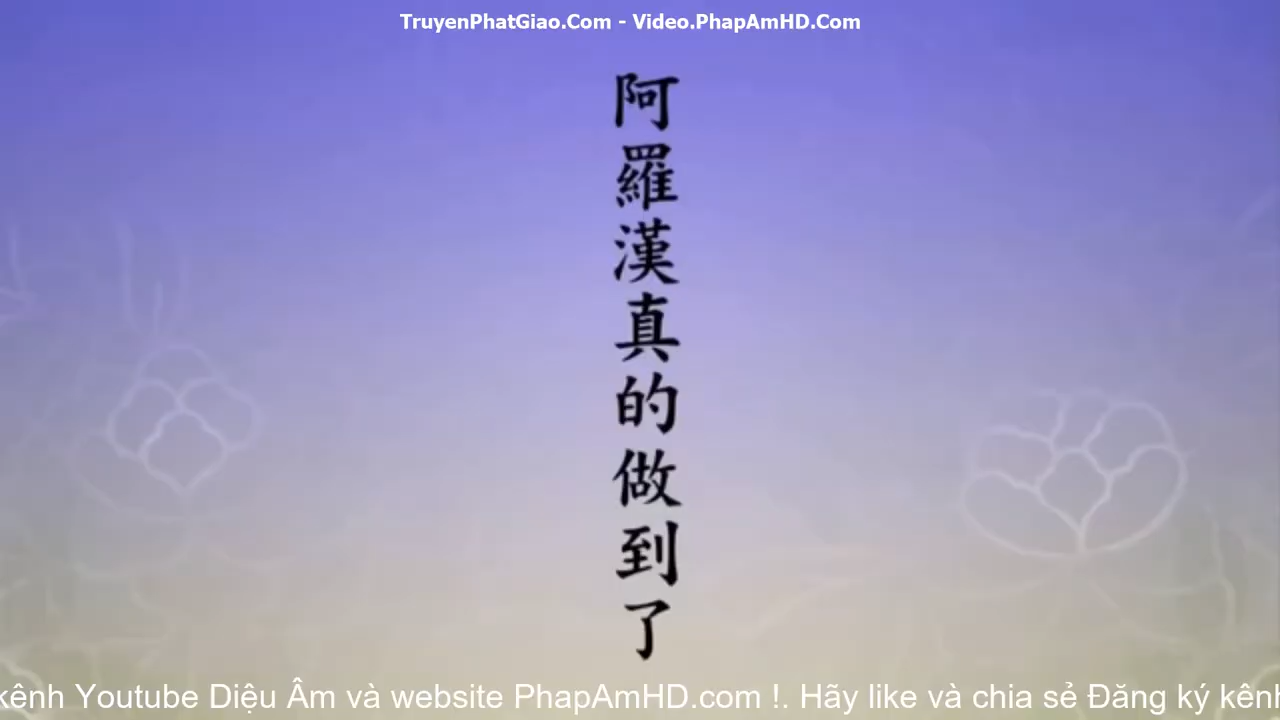 TruyenPhatGiao.Com - Video.PhapAmHD.Com
阿羅漢真的做到了
kênh Youtube Diệu Âm và website PhapAmHD.com !. Hãy like và chia sẻ Đăng ký kênh